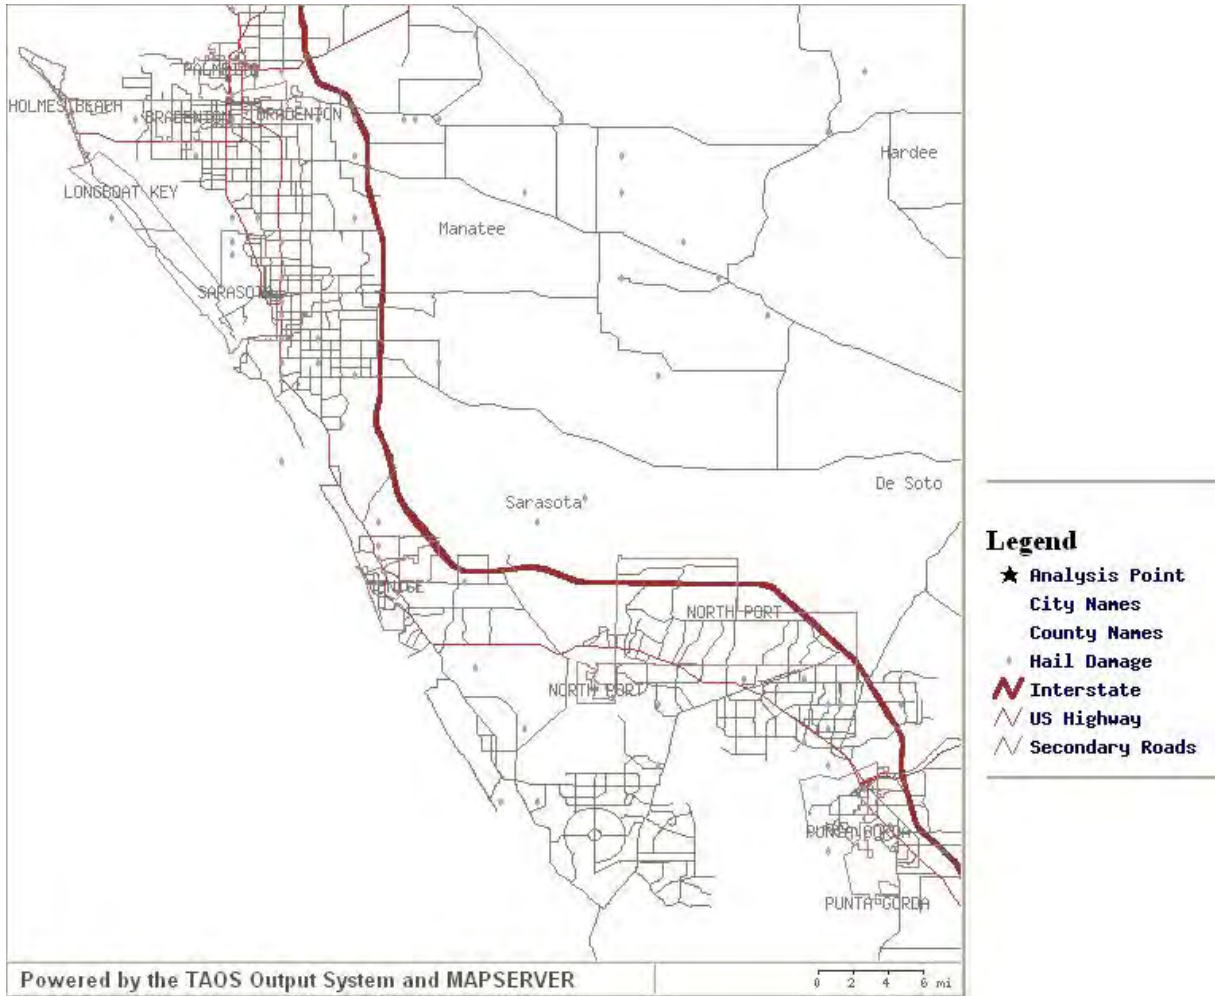 PALMETTO
HOLMES BEACH
BRADENTON
BRADENTON
Hardee
LONGBOAT KEY
Manatee
SARASOTA
De Soto
Sarasota
NORTH PORT
NORTH PORT
PUNTA GORDA
PUNTA GORDA
Legend
Analysis Point
City Names
County Names
Hail Damage
Interstate
US Highway
Secondary Roads
Powered by the TAOS Output System and MAPSERVER
0 2 4 6 mi